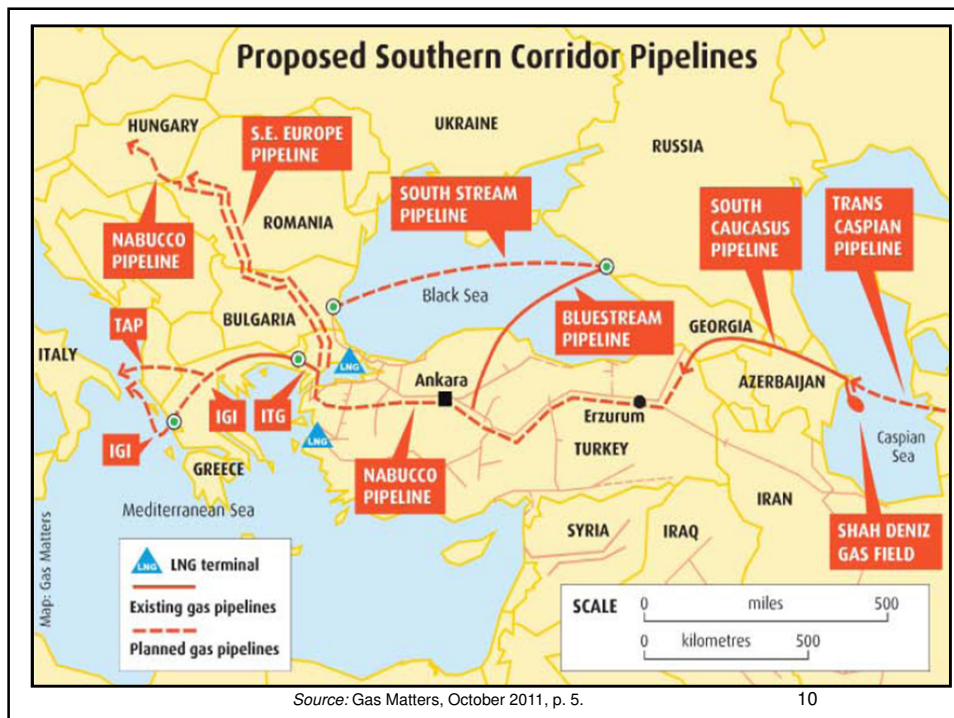 Proposed Southern Corridor Pipelines
HUNGARY
S.E. EUROPE
PIPELINE
UKRAINE
RUSSIA
SOUTH STREAM
PIPELINE
SOUTH
CAUCASUS
PIPELINE
TRANS
CASPIAN
PIPELINE
ROMANIA
NABUCCO
PIPELINE
Black Sea
BULGARIA
BLUESTREAM
PIPELINE
GEORGIA
TAP
ITALY
LNG
Ankara
AZERBAIJAN
IGI
ITG
Erzurum
LNG
TURKEY
Caspian
Sea
IGI
GREECE
NABUCCO
PIPELINE
IRAN
Mediterranean Sea
SYRIA
IRAQ
SHAH DENIZ
GAS FIELD
LNG
LNG terminal
Existing gas pipelines
Planned gas pipelines
SCALE
0 miles 500
0 kilometres 500
Map: Gas Matters
Source: Gas Matters, October 2011, p. 5.
10